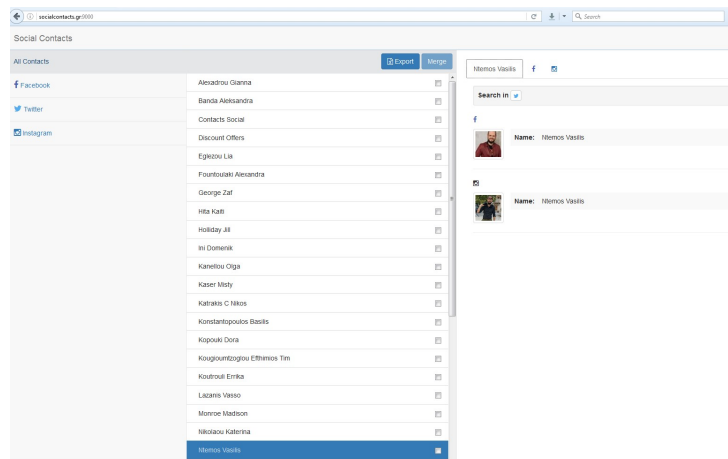 socialcontacts.gr:8000
Search
Social Contacts
All Contacts
Export
Merge
Facebook
Twitter
Instagram
Alexadrou Gianna
Banda Aleksandra
Contacts Social
Discount Offers
Eglezou Lia
Fountoulaki Alexandra
George Zaf
Hita Kaiti
Holliday Jill
Ini Domenik
Kanellou Olga
Kaser Misty
Katrakis C Nikos
Konstantopoulos Basilis
Kopouki Dora
Kougioumtzoglou Efthimios Tim
Koutrouli Errika
Lazanis Vasso
Monroe Madison
Nikolaou Katerina
Ntemos Vasilis
Ntemos Vasilis
Search in
Name: Ntemos Vasilis
Name: Ntemos Vasilis